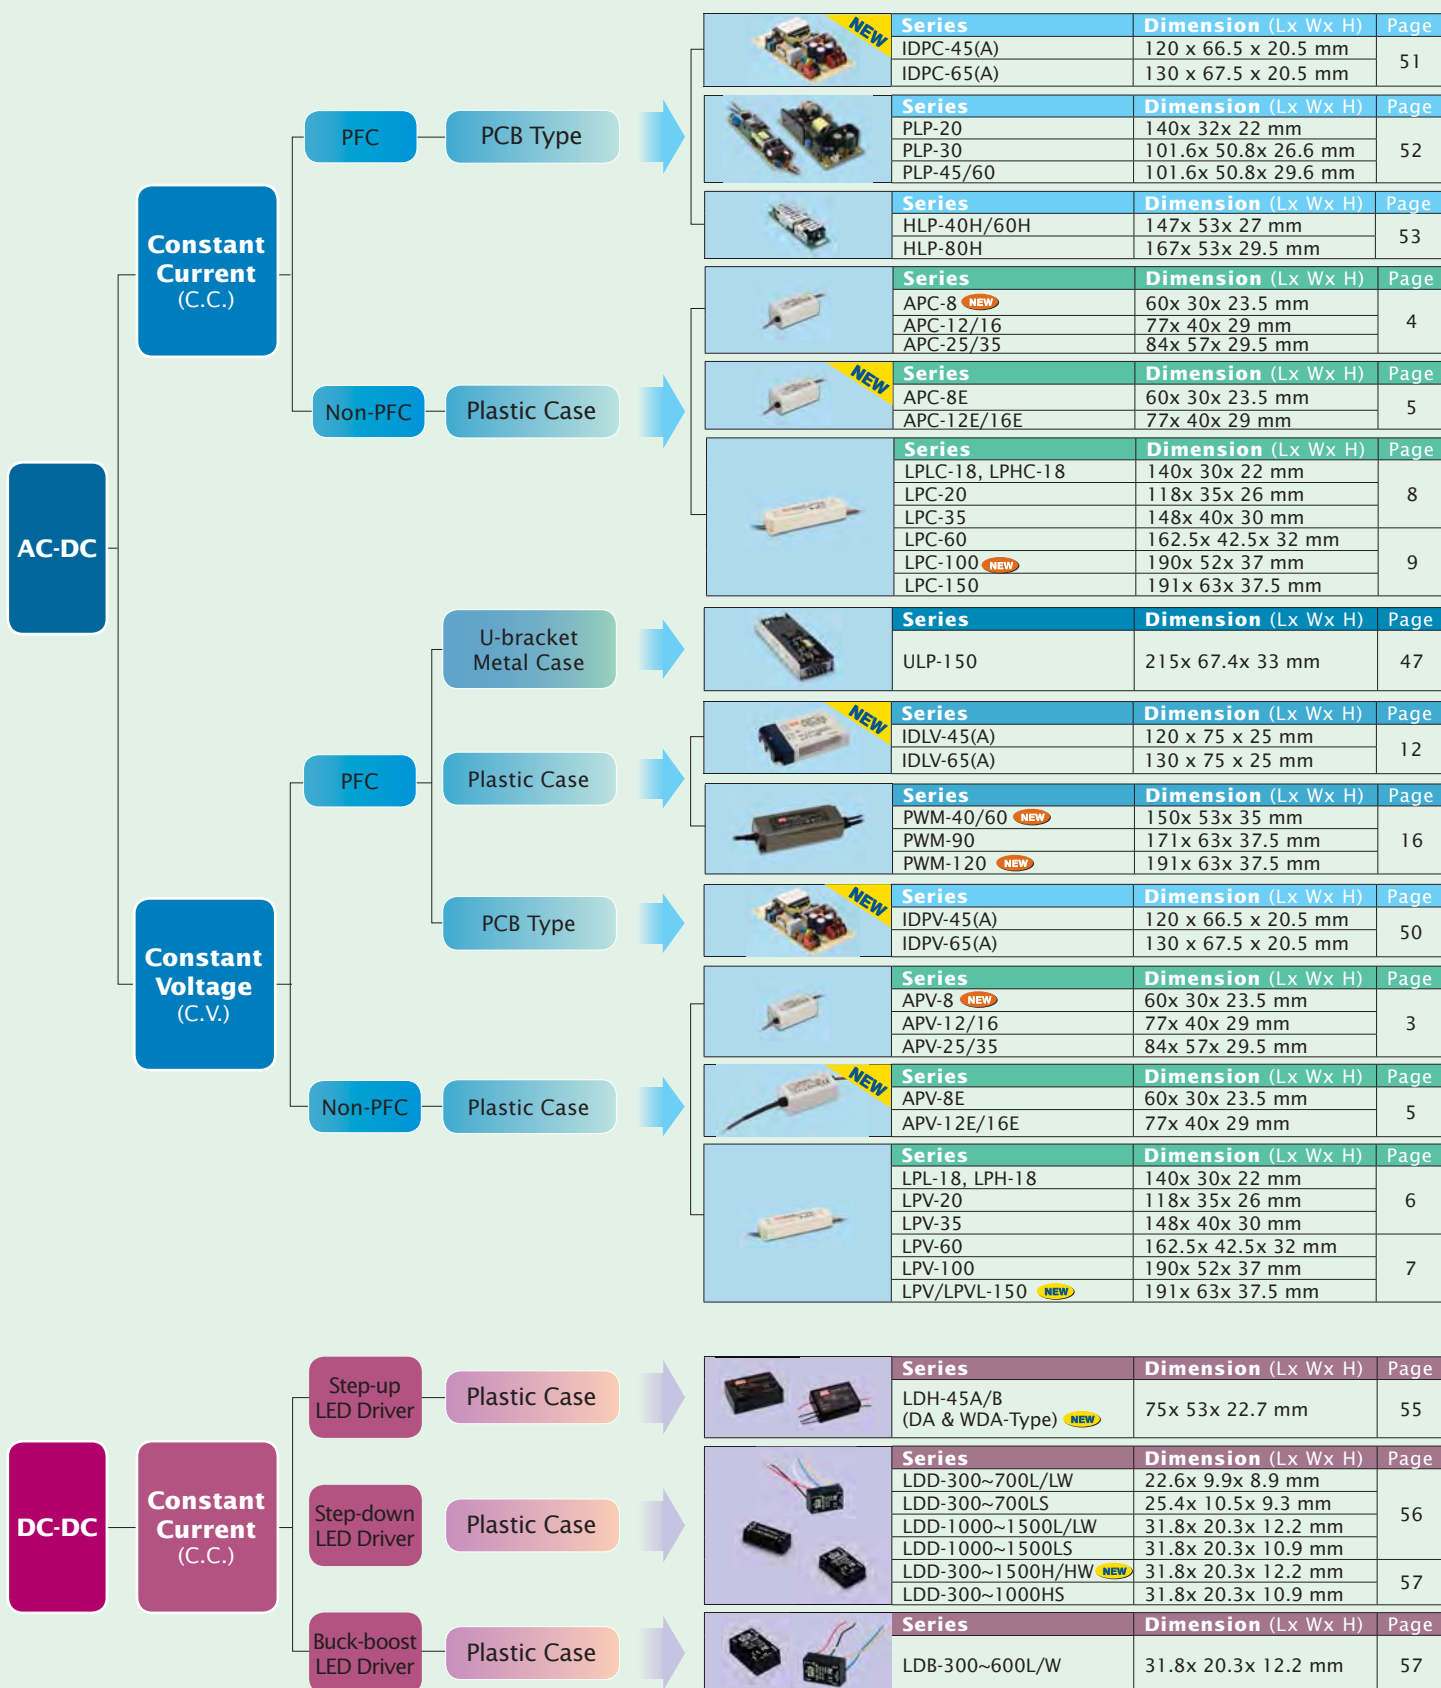 AC-DC
Constant
Current
(C.C.)
PFC
PCB Type
NEW
Series Dimension (Lx Wx H) Page
IDPC-45(A) 120 x 66.5 x 20.5 mm 51
IDPC-65(A) 130 x 67.5 x 20.5 mm
Series Dimension (Lx Wx H) Page
PLP-20 140x 32x 22 mm
PLP-30 101.6x 50.8x 26.6 mm 52
PLP-45/60 101.6x 50.8x 29.6 mm
Series Dimension (Lx Wx H) Page
HLP-40H/60H 147x 53x 27 mm 53
HLP-80H 167x 53x 29.5 mm
Non-PFC
Plastic Case
Series Dimension (Lx Wx H) Page
APC-8 NEW 60x 30x 23.5 mm
APC-12/16 77x 40x 29 mm 4
APC-25/35 84x 57x 29.5 mm
NEW
Series Dimension (Lx Wx H) Page
APC-8E 60x 30x 23.5 mm 5
APC-12E/16E 77x 40x 29 mm
Series Dimension (Lx Wx H) Page
LPLC-18, LPHC-18 140x 30x 22 mm
LPC-20 118x 35x 26 mm 8
LPC-35 148x 40x 30 mm
LPC-60 162.5x 42.5x 32 mm
LPC-100 NEW 190x 52x 37 mm 9
LPC-150 191x 63x 37.5 mm
Constant
Voltage
(C.V.)
PFC
U-bracket
Metal Case
Series Dimension (Lx Wx H) Page
ULP-150 215x 67.4x 33 mm 47
Plastic Case
NEW
Series Dimension (Lx Wx H) Page
IDLV-45(A) 120 x 75 x 25 mm 12
IDLV-65(A) 130 x 75 x 25 mm
Series Dimension (Lx Wx H) Page
PWM-40/60 NEW 150x 53x 35 mm
PWM-90 171x 63x 37.5 mm 16
PWM-120 NEW 191x 63x 37.5 mm
PCB Type
NEW
Series Dimension (Lx Wx H) Page
IDPV-45(A) 120 x 66.5 x 20.5 mm 50
IDPV-65(A) 130 x 67.5 x 20.5 mm
Non-PFC
Plastic Case
Series Dimension (Lx Wx H) Page
APV-8 NEW 60x 30x 23.5 mm
APV-12/16 77x 40x 29 mm 3
APV-25/35 84x 57x 29.5 mm
NEW
Series Dimension (Lx Wx H) Page
APV-8E 60x 30x 23.5 mm 5
APV-12E/16E 77x 40x 29 mm
Series Dimension (Lx Wx H) Page
LPL-18, LPH-18 140x 30x 22 mm
LPV-20 118x 35x 26 mm 6
LPV-35 148x 40x 30 mm
LPV-60 162.5x 42.5x 32 mm
LPV-100 190x 52x 37 mm 7
LPV/LPVL-150 NEW 191x 63x 37.5 mm
DC-DC
Constant
Current
(C.C.)
Step-up
LED Driver
Plastic Case
Series Dimension (Lx Wx H) Page
LDH-45A/B
(DA & WDA-Type) NEW 75x 53x 22.7 mm 55
Step-down
LED Driver
Plastic Case
Series Dimension (Lx Wx H) Page
LDD-300~700L/LW 22.6x 9.9x 8.9 mm
LDD-300~700LS 25.4x 10.5x 9.3 mm 56
LDD-1000~1500L/LW 31.8x 20.3x 12.2 mm
LDD-1000~1500LS 31.8x 20.3x 10.9 mm
LDD-300~1500H/HW NEW 31.8x 20.3x 12.2 mm 57
LDD-300~1000HS 31.8x 20.3x 10.9 mm
Buck-boost
LED Driver
Plastic Case
Series Dimension (Lx Wx H) Page
LDB-300~600L/W 31.8x 20.3x 12.2 mm 57